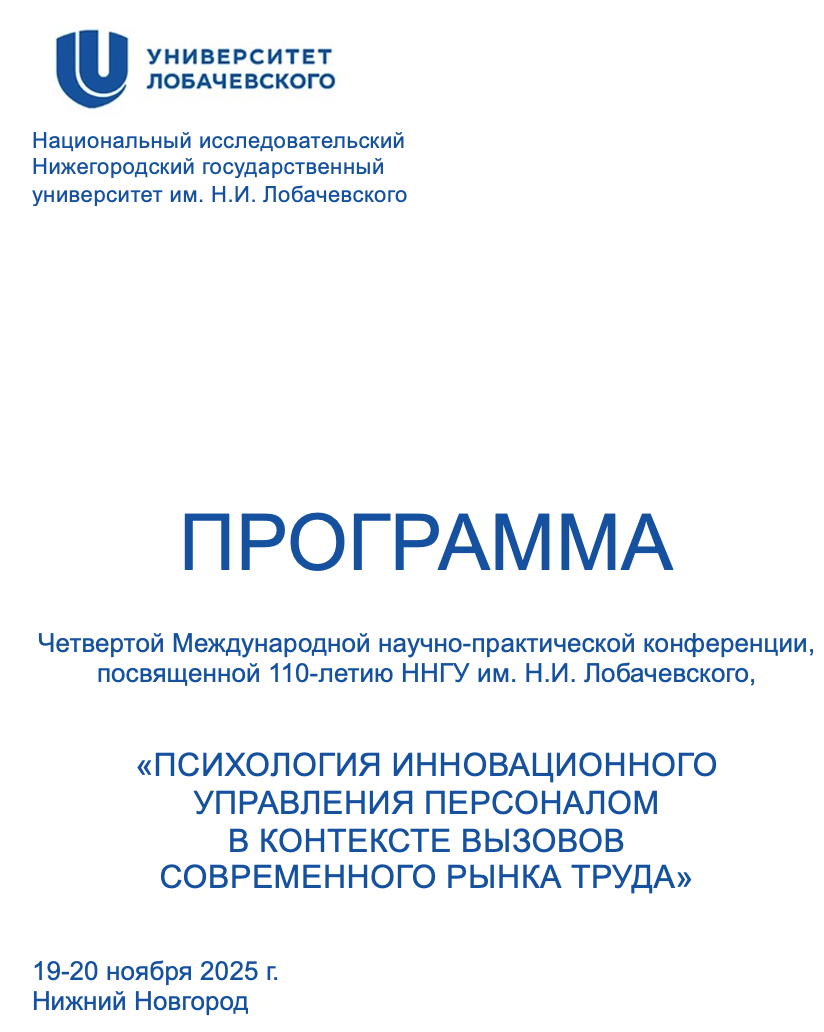 УНИВЕРСИТЕТ
ЛОБАЧЕВСКОГО
Национальный исследовательский
Нижегородский государственный
университет им. Н.И. Лобачевского
ПРОГРАММА
Четвертой Международной научно-практической конференции,
посвященной 110-летию ННГУ им. Н.И. Лобачевского,
«ПСИХОЛОГИЯ ИННОВАЦИОННОГО
УПРАВЛЕНИЯ ПЕРСОНАЛОМ
В КОНТЕКСТЕ ВЫЗОВОВ
СОВРЕМЕННОГО РЫНКА ТРУДА»
19-20 ноября 2025 г.
Нижний Новгород